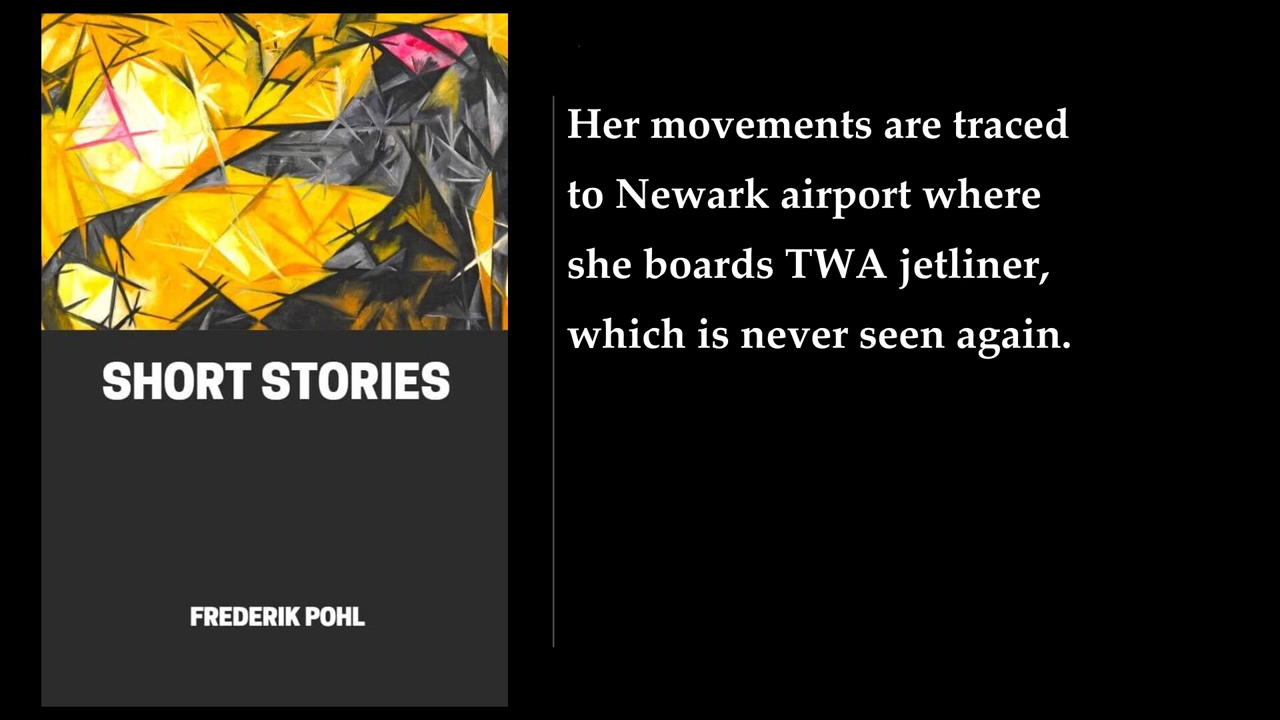 SHORT STORIES
FREDERIK POHL
Her movements are traced
to Newark airport where
she boards TWA jetliner,
which is never seen again.